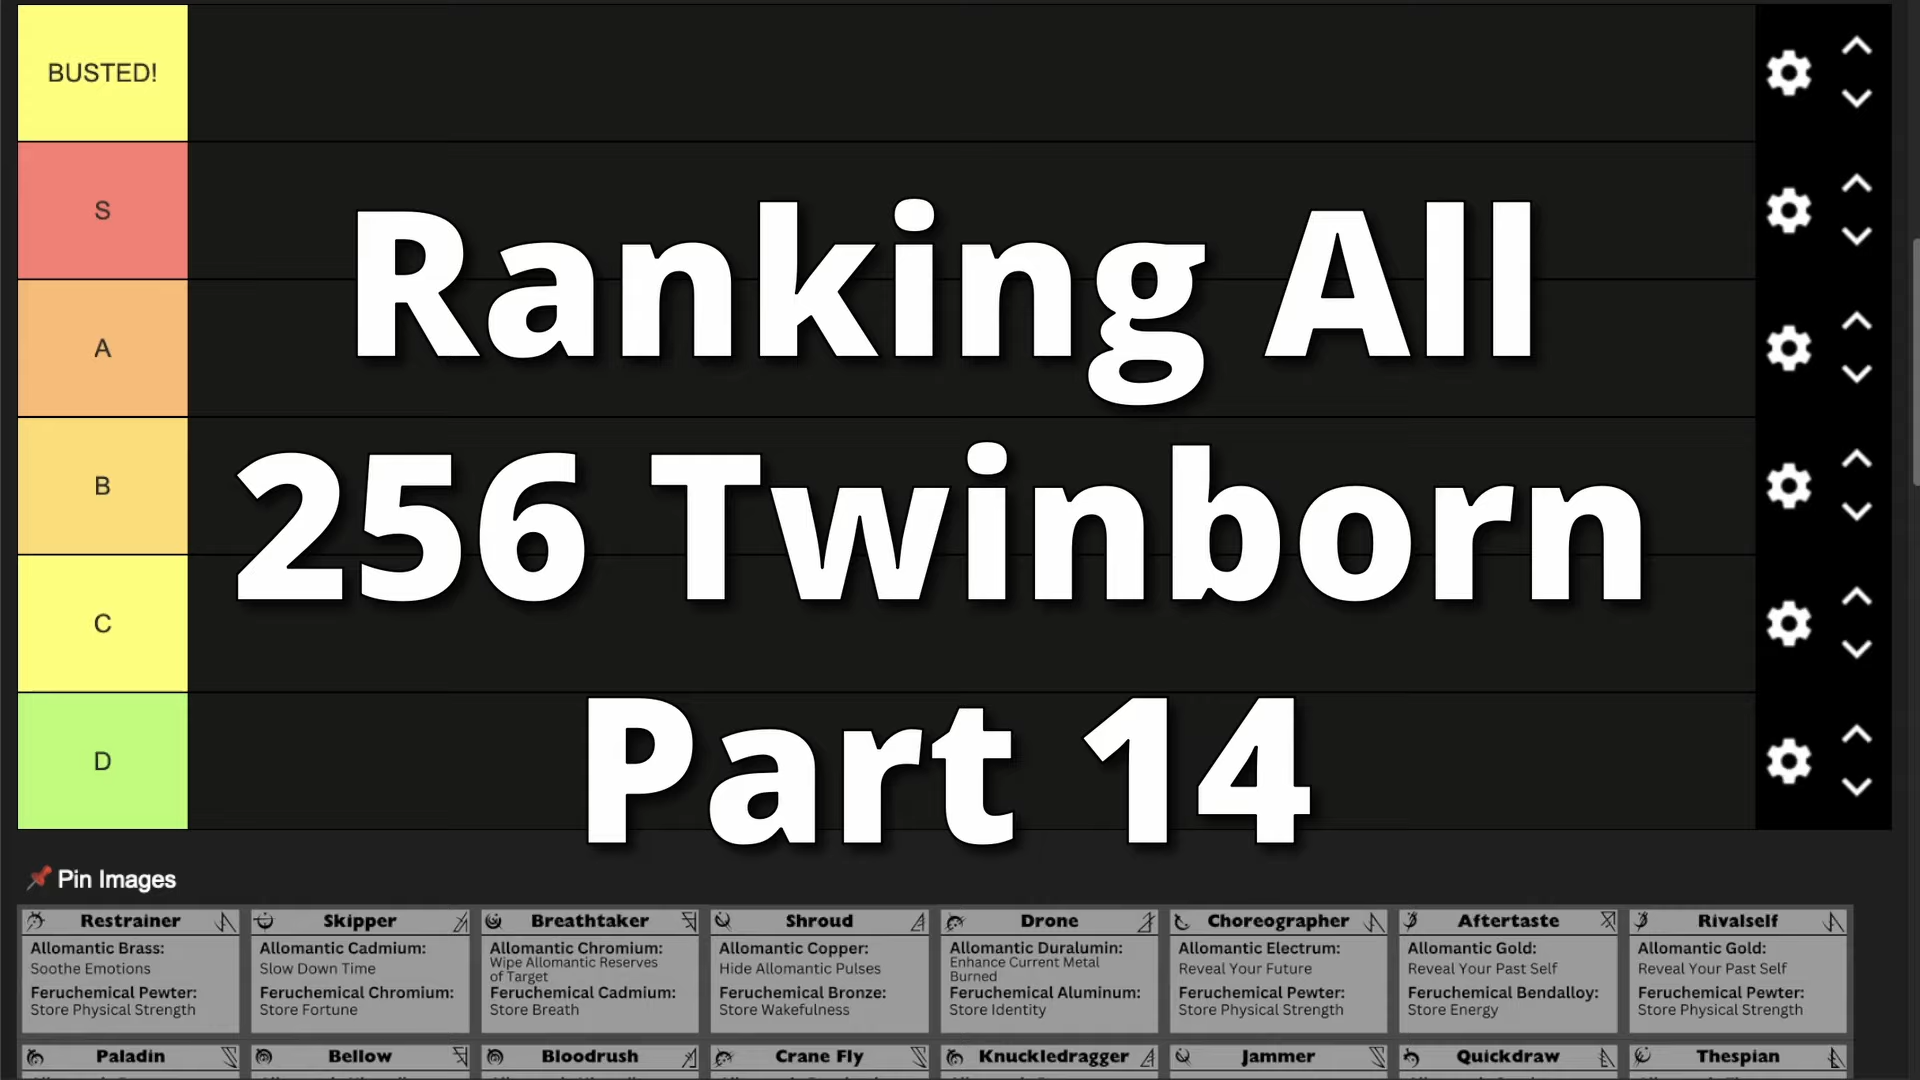 BUSTED!
S
A
B
C
D
Ranking All
256 Twinborn
Part 14
Pin Images
Restrainer
Allomantic Brass:
Soothe Emotions
Feruchemical Pewter:
Store Physical Strength
Skipper
Allomantic Cadmium:
Slow Down Time
Feruchemical Chromium:
Store Fortune
Breathtaker
Allomantic Chromium:
Wipe Allomantic Reserves
of Target
Feruchemical Cadmium:
Store Breath
Shroud
Allomantic Copper:
Hide Allomantic Pulses
Feruchemical Bronze:
Store Wakefulness
Drone
Allomantic Duralumin:
Enhance Current Metal
Burned
Feruchemical Aluminum:
Store Identity
Choreographer
Allomantic Electrum:
Reveal Your Future
Feruchemical Pewter:
Store Physical Strength
Aftertaste
Allomantic Gold:
Reveal Your Past Self
Feruchemical Bendalloy:
Store Energy
Rivalself
Allomantic Gold:
Reveal Your Past Self
Feruchemical Pewter:
Store Physical Strength
Paladin
Bellow
Bloodrush
Crane Fly
Knuckledragger
Jammer
Quickdraw
Thespian